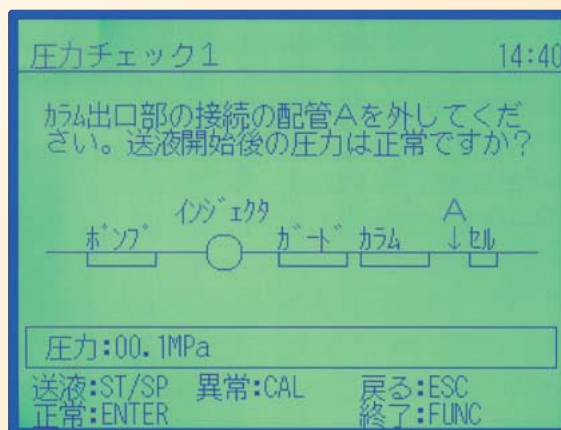 圧力チェック1 14:40
カラム出口部の接続の配管Aを外してくだ
さい。送液開始後の圧力は正常ですか?
インジェクタ A
ポンプ ガード カラム ↓セル
圧力:00.1MPa
送液:ST/SP 異常:CAL 戻る:ESC
正常:ENTER 終了:FUNC